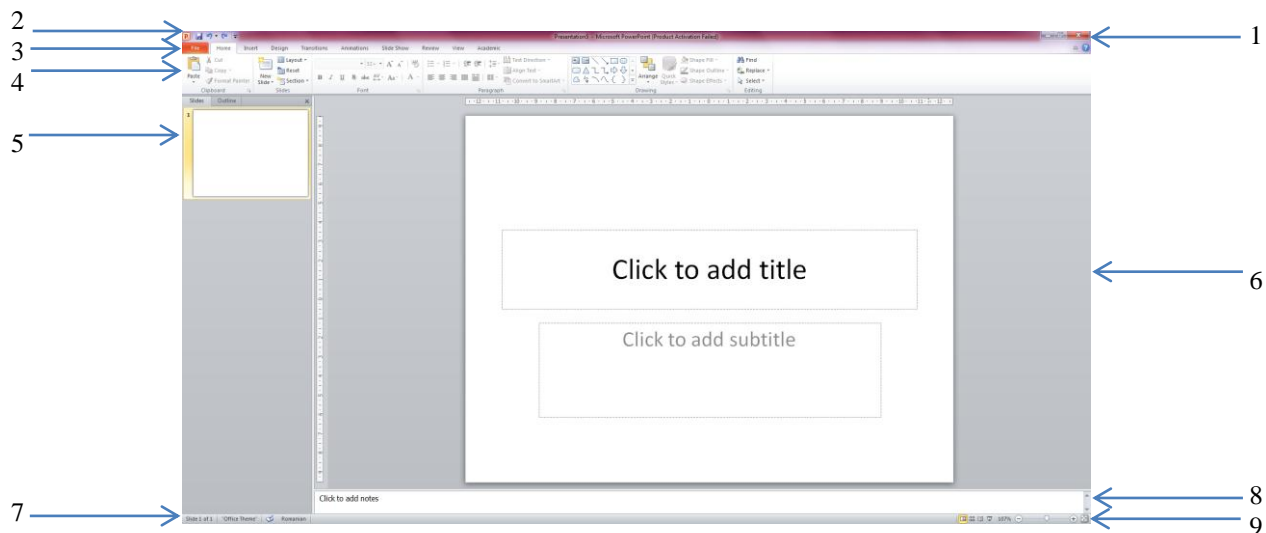 2
Presentation1 - Microsoft PowerPoint (Product Activation Failed)
1
3
File Home Insert Design Transitions Animations Slide Show Review View Academic
4
Cut
Copy
Format Painter
Paste
Clipboard
New Slide
Layout
Reset
Section
Slides
Font
Text Direction
Align Text
Convert to SmartArt
Paragraph
Arrange
Quick Styles
Shape Fill
Shape Outline
Shape Effects
Drawing
Find
Replace
Select
Editing
Slides Outline
5
1
Click to add title
6
Click to add subtitle
Click to add notes
8
7
Slide 1 of 1 "Office Theme" Romanian
107%
9